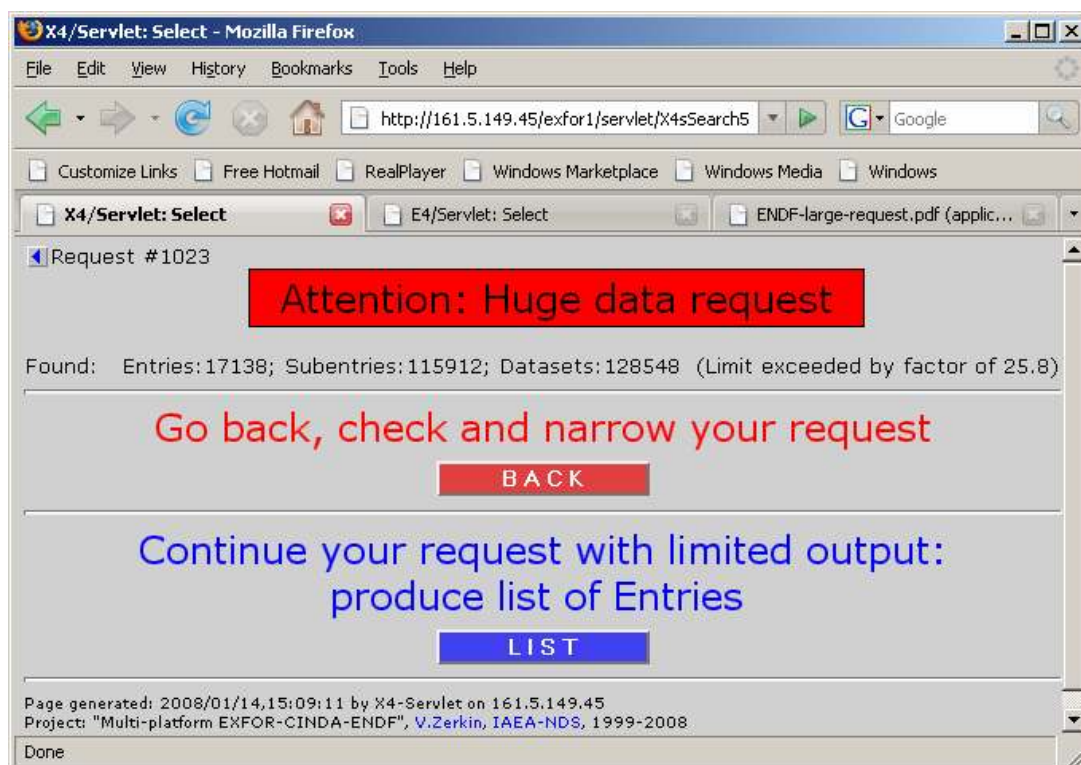 X4/Servlet: Select - Mozilla Firefox
File Edit View History Bookmarks Tools Help
http://161.5.149.45/exfor1/servlet/X4sSearch5 G Google
Customize Links Free Hotmail RealPlayer Windows Marketplace Windows Media Windows
X4/Servlet: Select E4/Servlet: Select ENDF-large-request.pdf (applic...
Request #1023
Attention: Huge data request
Found: Entries:17138; Subentries:115912; Datasets:128548 (Limit exceeded by factor of 25.8)
Go back, check and narrow your request
BACK
Continue your request with limited output:
produce list of Entries
LIST
Page generated: 2008/01/14,15:09:11 by X4-Servlet on 161.5.149.45
Project: "Multi-platform EXFOR-CINDA-ENDF", V.Zerkin, IAEA-NDS, 1999-2008
Done